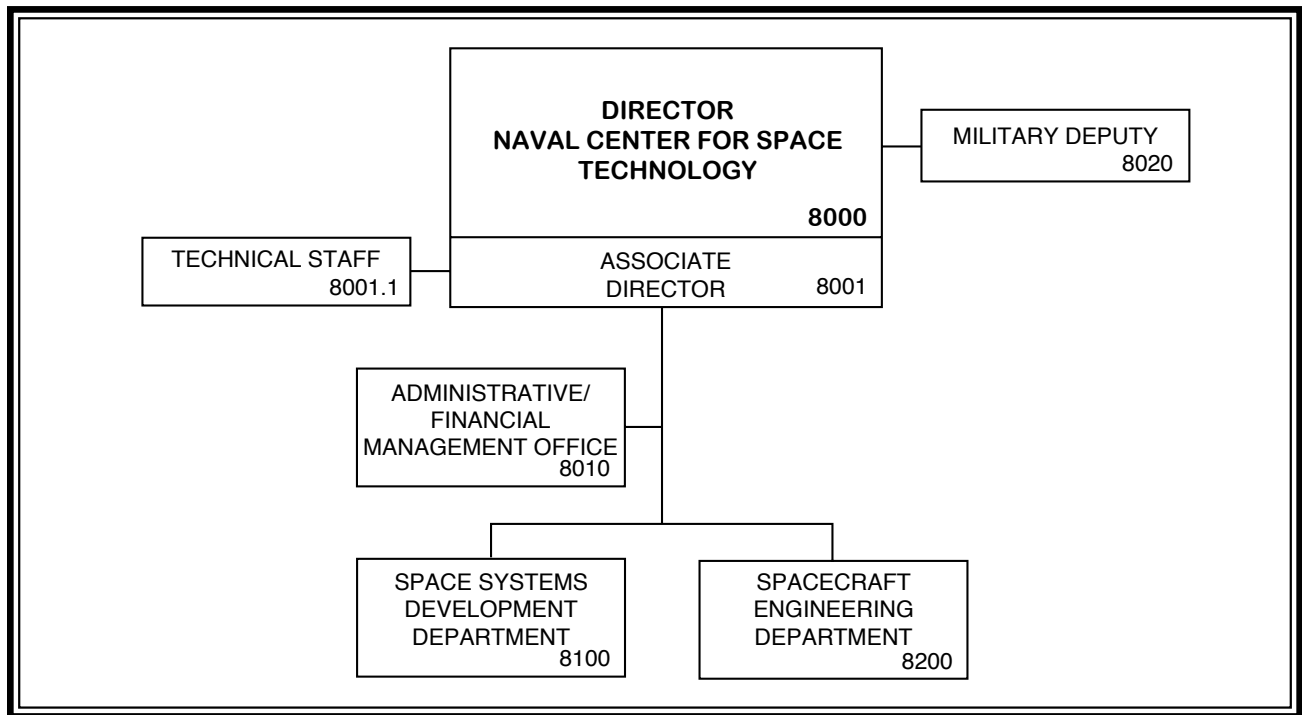 DIRECTOR
NAVAL CENTER FOR SPACE
TECHNOLOGY
8000
MILITARY DEPUTY
8020
TECHNICAL STAFF
8001.1
ASSOCIATE
DIRECTOR
8001
ADMINISTRATIVE/
FINANCIAL
MANAGEMENT OFFICE
8010
SPACE SYSTEMS
DEVELOPMENT
DEPARTMENT
8100
SPACECRAFT
ENGINEERING
DEPARTMENT
8200